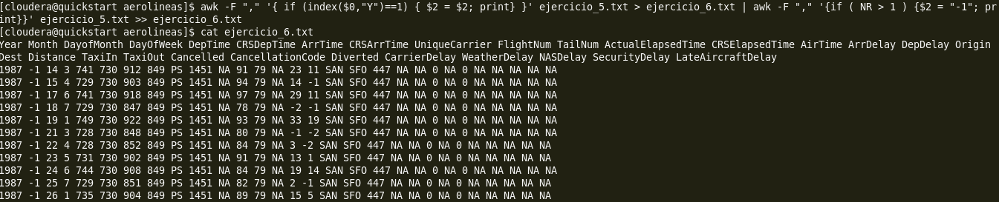 [cloudera@quickstart aerolineas]$ awk -F "," '{ if (index($0,"Y")==1) { $2 = $2; print} }' ejercicio_5.txt > ejercicio_6.txt | awk -F "," '{if ( NR > 1 ) {$2 = "-1"; pr
int}}' ejercicio_5.txt >> ejercicio_6.txt
[cloudera@quickstart aerolineas]$ cat ejercicio_6.txt
Year Month DayofMonth DayOfWeek DepTime CRSDepTime ArrTime CRSArrTime UniqueCarrier FlightNum TailNum ActualElapsedTime CRSElapsedTime AirTime ArrDelay DepDelay Origin
Dest Distance TaxiIn TaxiOut Cancelled CancellationCode Diverted CarrierDelay WeatherDelay NASDelay SecurityDelay LateAircraftDelay
1987 -1 14 3 741 730 912 849 PS 1451 NA 91 79 NA 23 11 SAN SFO 447 NA NA 0 NA 0 NA NA NA NA NA
1987 -1 15 4 729 730 903 849 PS 1451 NA 94 79 NA 14 -1 SAN SFO 447 NA NA 0 NA 0 NA NA NA NA NA
1987 -1 17 6 741 730 918 849 PS 1451 NA 97 79 NA 29 11 SAN SFO 447 NA NA 0 NA 0 NA NA NA NA NA
1987 -1 18 7 729 730 847 849 PS 1451 NA 78 79 NA -2 -1 SAN SFO 447 NA NA 0 NA 0 NA NA NA NA NA
1987 -1 19 1 749 730 922 849 PS 1451 NA 93 79 NA 33 19 SAN SFO 447 NA NA 0 NA 0 NA NA NA NA NA
1987 -1 21 3 728 730 848 849 PS 1451 NA 80 79 NA -1 -2 SAN SFO 447 NA NA 0 NA 0 NA NA NA NA NA
1987 -1 22 4 728 730 852 849 PS 1451 NA 84 79 NA 3 -2 SAN SFO 447 NA NA 0 NA 0 NA NA NA NA NA
1987 -1 23 5 731 730 902 849 PS 1451 NA 91 79 NA 13 1 SAN SFO 447 NA NA 0 NA 0 NA NA NA NA NA
1987 -1 24 6 744 730 908 849 PS 1451 NA 84 79 NA 19 14 SAN SFO 447 NA NA 0 NA 0 NA NA NA NA NA
1987 -1 25 7 729 730 851 849 PS 1451 NA 82 79 NA 2 -1 SAN SFO 447 NA NA 0 NA 0 NA NA NA NA NA
1987 -1 26 1 735 730 904 849 PS 1451 NA 89 79 NA 15 5 SAN SFO 447 NA NA 0 NA 0 NA NA NA NA NA